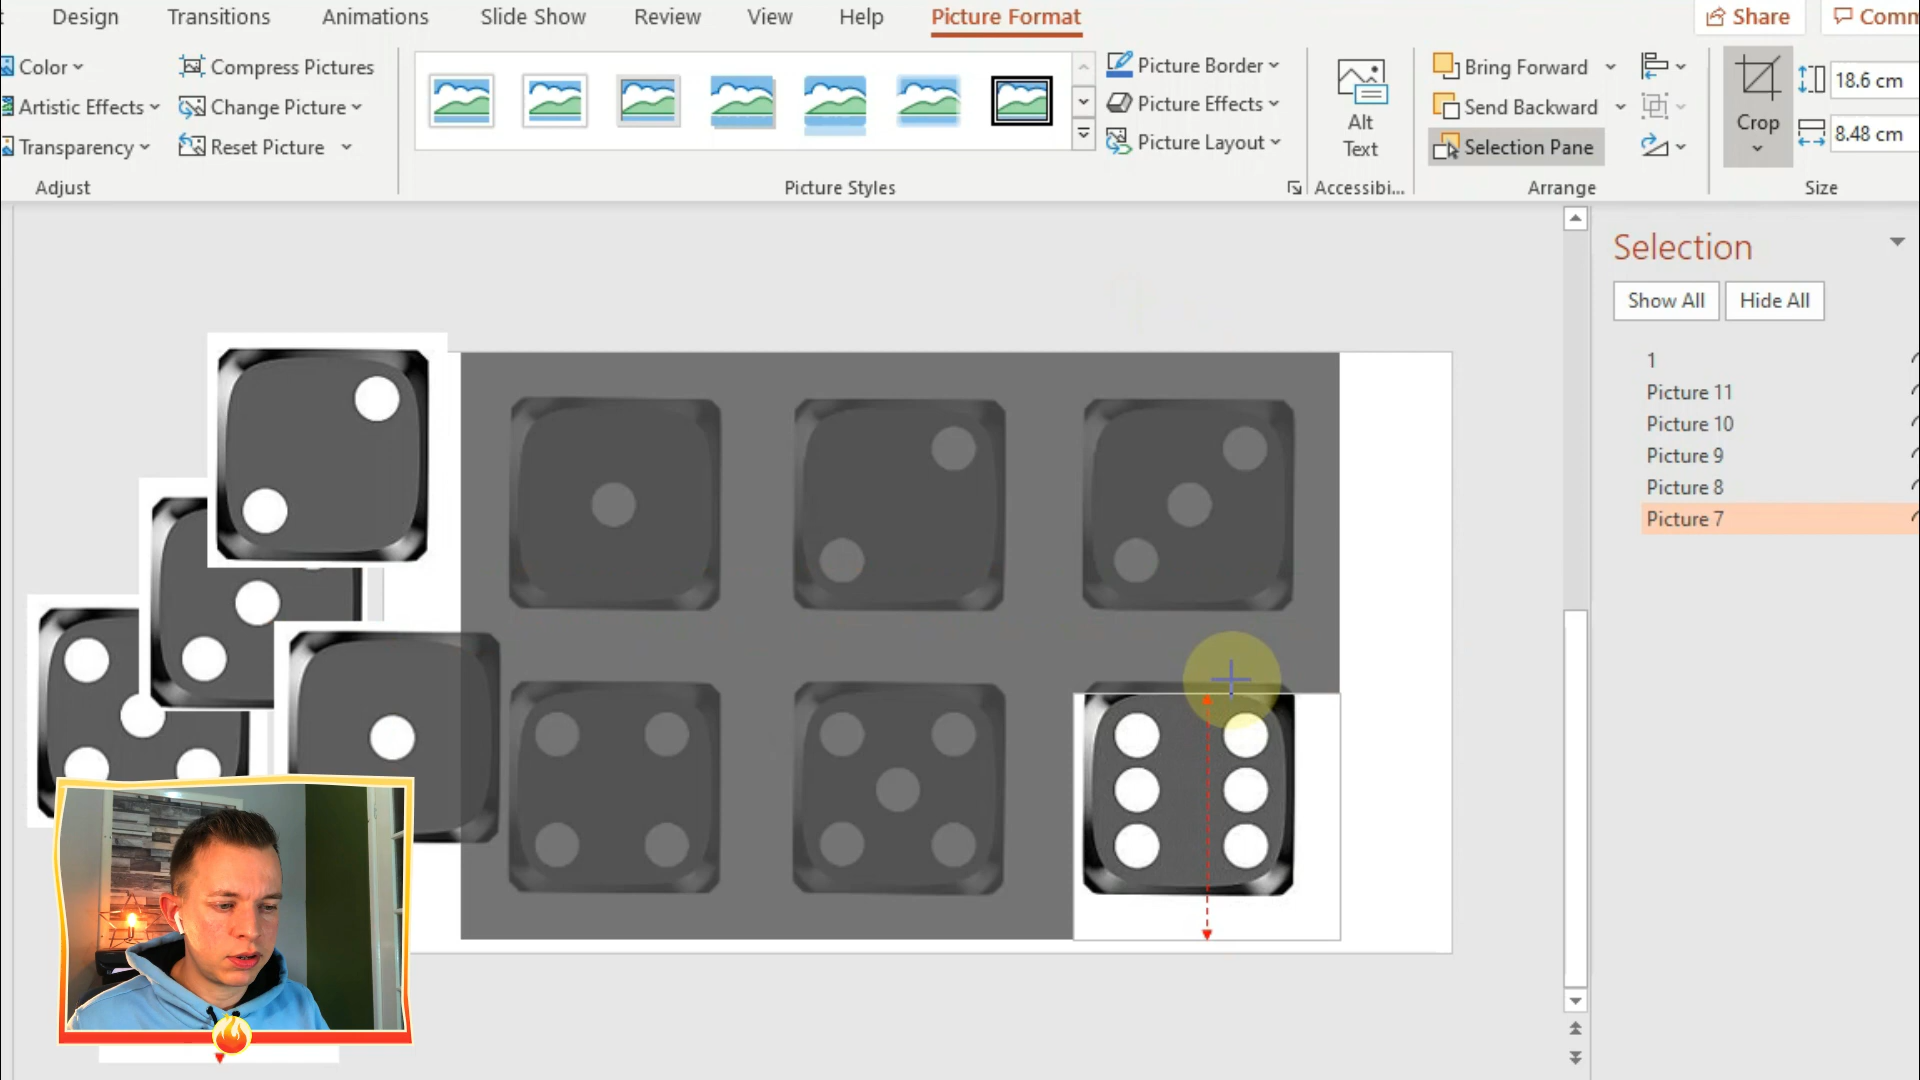 Design Transitions Animations Slide Show Review View Help Picture Format Share Comm
Color Compress Pictures Picture Border Bring Forward 18.6 cm
Artistic Effects Change Picture Picture Effects Send Backward
Transparency Reset Picture Picture Layout Alt Text Selection Pane Crop 8.48 cm
Adjust Picture Styles Accessibi... Arrange Size
Selection
Show All Hide All
1
Picture 11
Picture 10
Picture 9
Picture 8
Picture 7